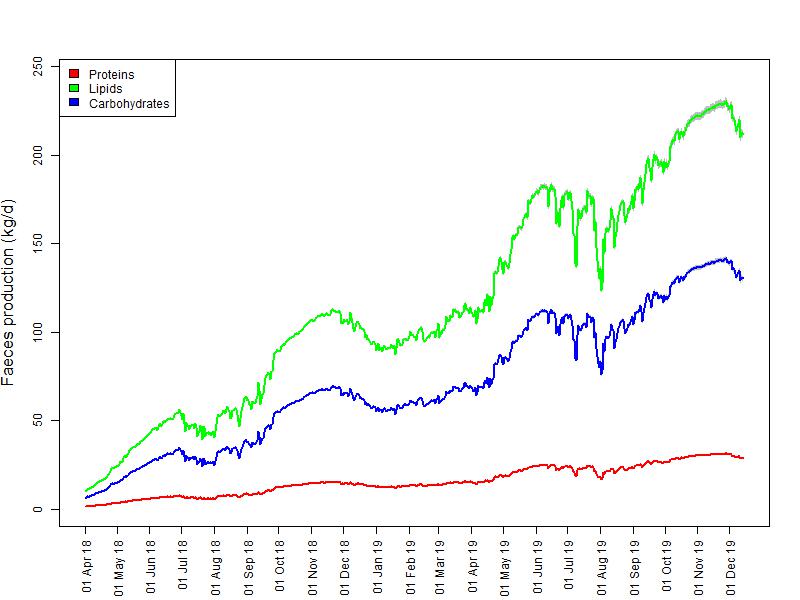 250
200
150
100
50
0
Faeces production (kg/d)
Proteins
Lipids
Carbohydrates
01 Apr 18
01 May 18
01 Jun 18
01 Jul 18
01 Aug 18
01 Sep 18
01 Oct 18
01 Nov 18
01 Dec 18
01 Jan 19
01 Feb 19
01 Mar 19
01 Apr 19
01 May 19
01 Jun 19
01 Jul 19
01 Aug 19
01 Sep 19
01 Oct 19
01 Nov 19
01 Dec 19